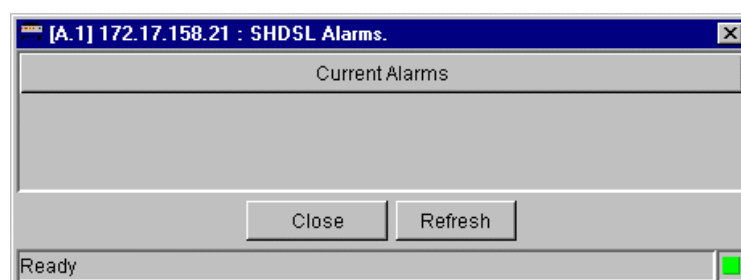 [A.1] 172.17.158.21 : SHDSL Alarms.
Current Alarms
Close Refresh
Ready